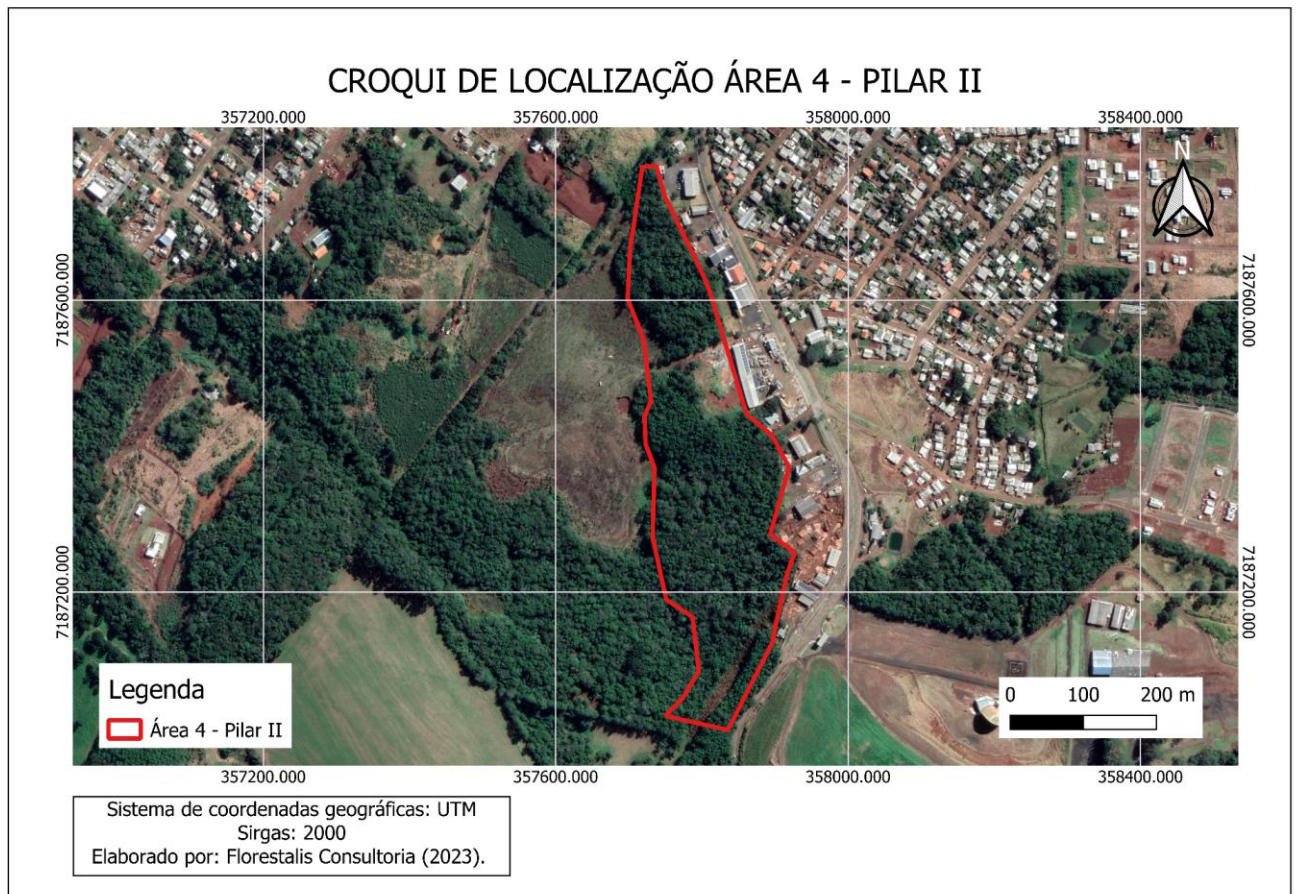 CROQUI DE LOCALIZAÇÃO ÁREA 4 - PILAR II
357200.000 357600.000 358000.000 358400.000
N
7187600.000 7187600.000
7187200.000 7187200.000
Legenda
Área 4 - Pilar II
0 100 200 m
357200.000 357600.000 358000.000 358400.000
Sistema de coordenadas geográficas: UTM
Sirgas: 2000
Elaborado por: Florestalis Consultoria (2023).